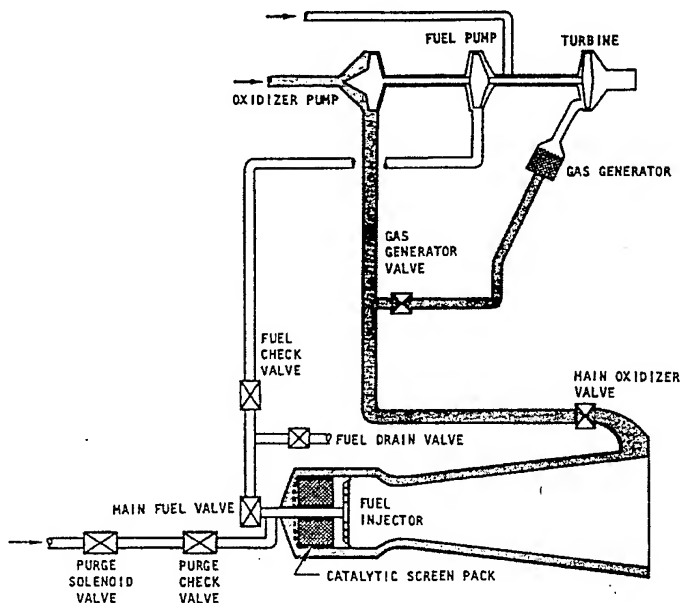 FUEL PUMP
TURBINE
OXIDIZER PUMP
GAS GENERATOR
GAS
GENERATOR
VALVE
FUEL
CHECK
VALVE
MAIN OXIDIZER
VALVE
FUEL DRAIN VALVE
MAIN FUEL VALVE
FUEL
INJECTOR
CATALYTIC SCREEN PACK
PURGE
SOLENOID
VALVE
PURGE
CHECK
VALVE